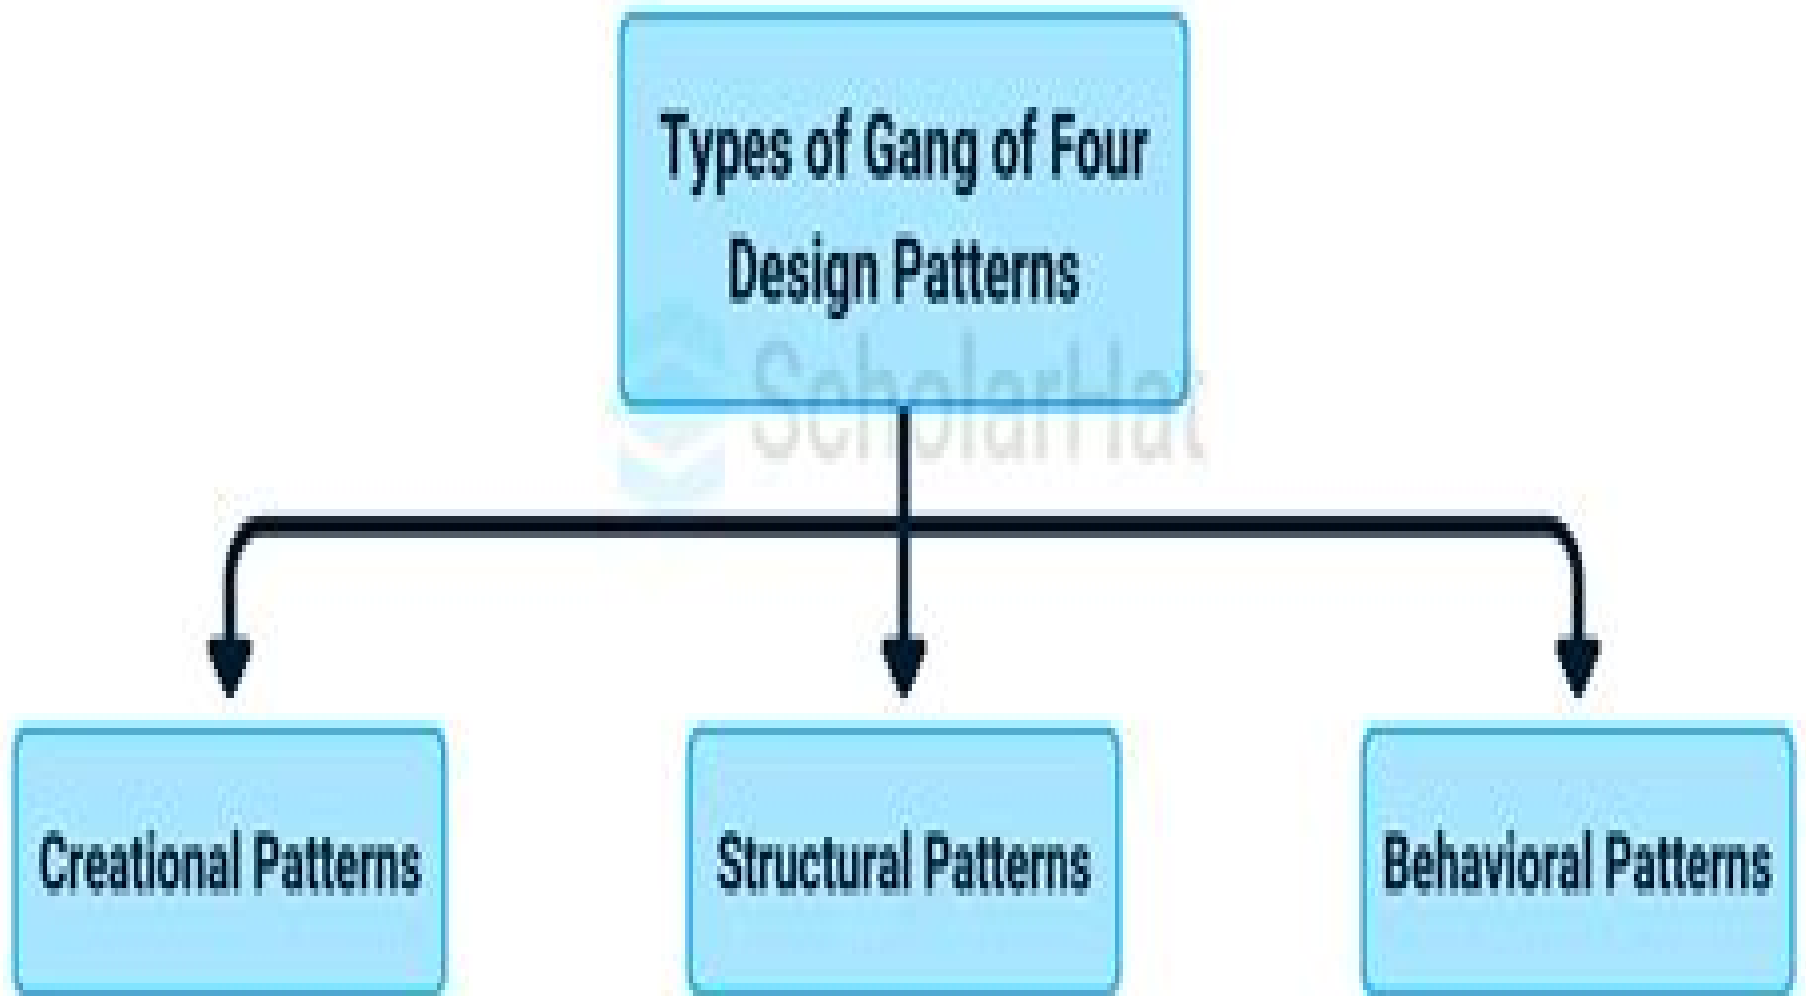 Types of Gang of Four
Design Patterns
ScholarHat
Creational Patterns
Structural Patterns
Behavioral Patterns